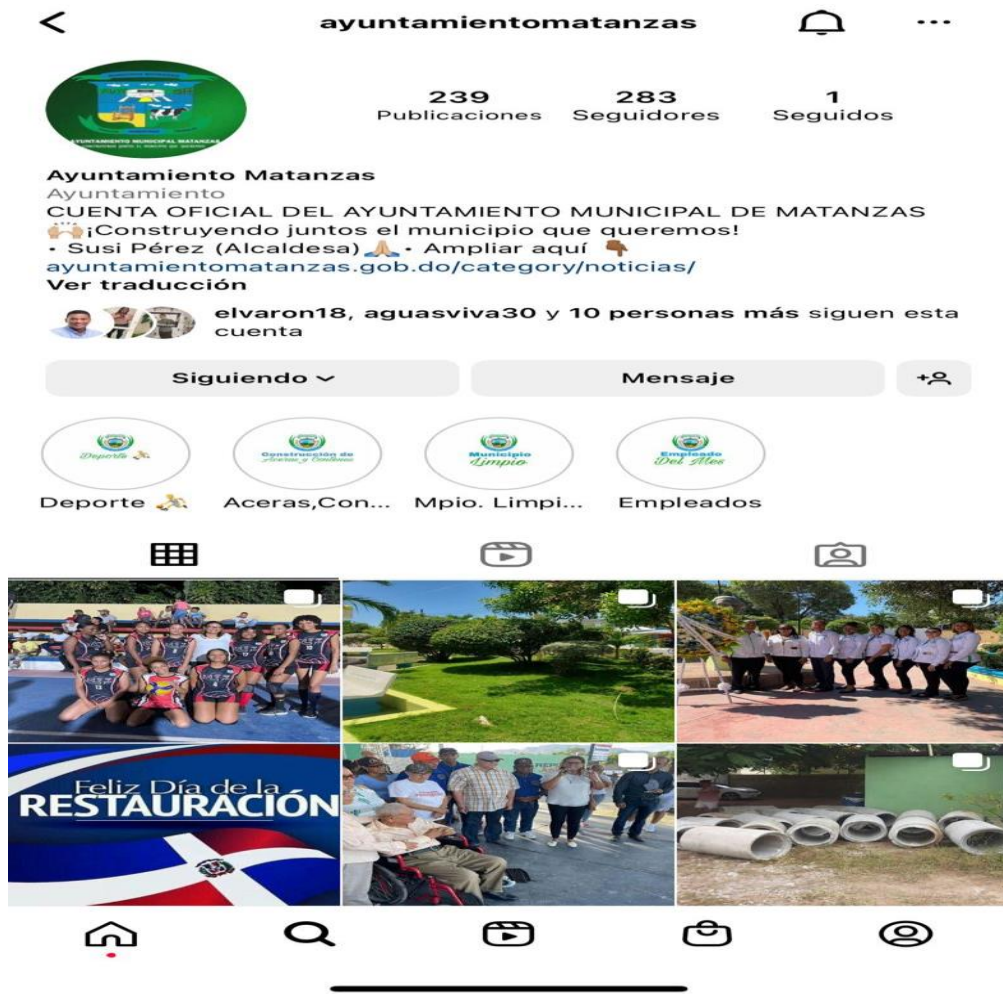 ayuntamientomatanzas
239
283
1
Publicaciones
Seguidores
Seguidos
AYUNTAMIENTO MUNICIPAL MATANZAS
Ayuntamiento Matanzas
Ayuntamiento
CUENTA OFICIAL DEL AYUNTAMIENTO MUNICIPAL DE MATANZAS
🙌🏼¡Construyendo juntos el municipio que queremos!
• Susi Pérez (Alcaldesa)🙏🏼• Ampliar aquí 👇🏾
ayuntamientomatanzas.gob.do/category/noticias/
Ver traducción
elvaron18, aguasviva30 y 10 personas más siguen esta
cuenta
Siguiendo
Mensaje
Deporte
Construcción de
Aceras y Contenes
Municipio
Limpio
Empleado
Del Mes
Deporte
Aceras,Con...
Mpio. Limpi...
Empleados
Feliz Día de la
RESTAURACIÓN